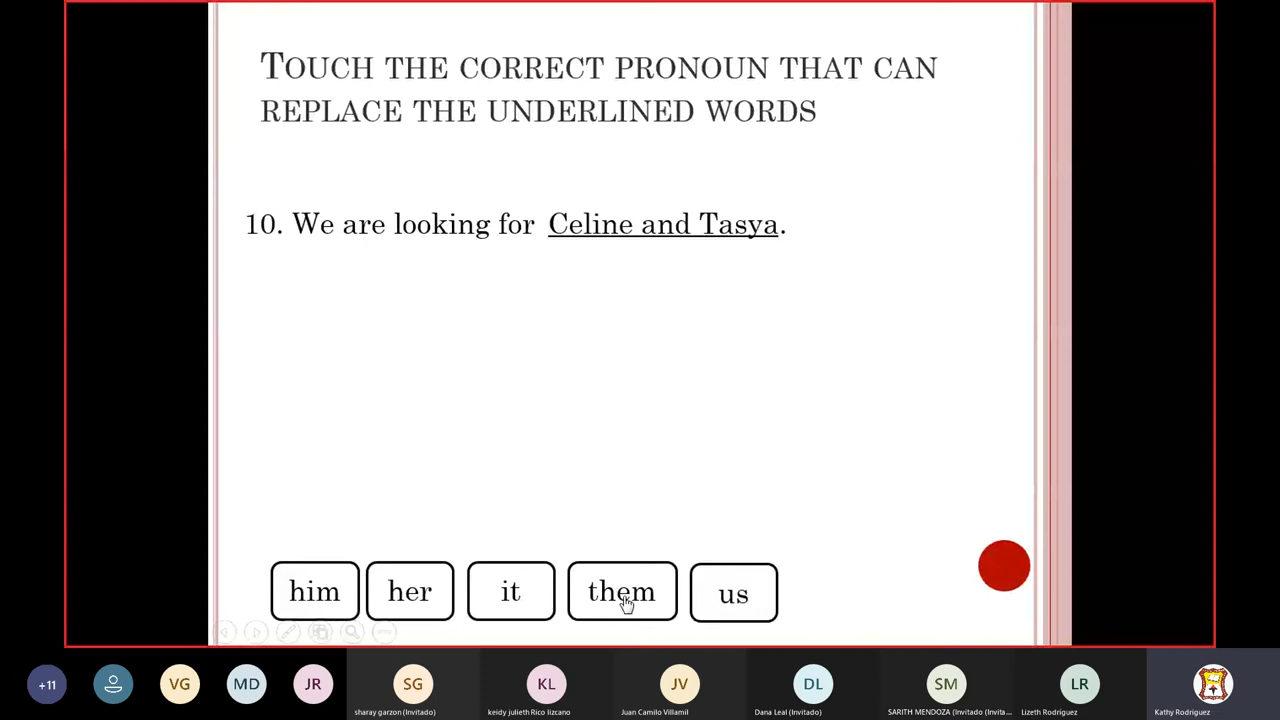 TOUCH THE CORRECT PRONOUN THAT CAN
REPLACE THE UNDERLINED WORDS
10. We are looking for Celine and Tasya.
him her it them us
+11 VG MD JR SG KL JV DL SM LR
sharay garzon (Invitado) keidy julieth Rico lizcano Juan Camilo Villamil Dana Leal (Invitado) SARITH MENDOZA (Invitado (Invita... Lizeth Rodríguez Kathy Rodriguez